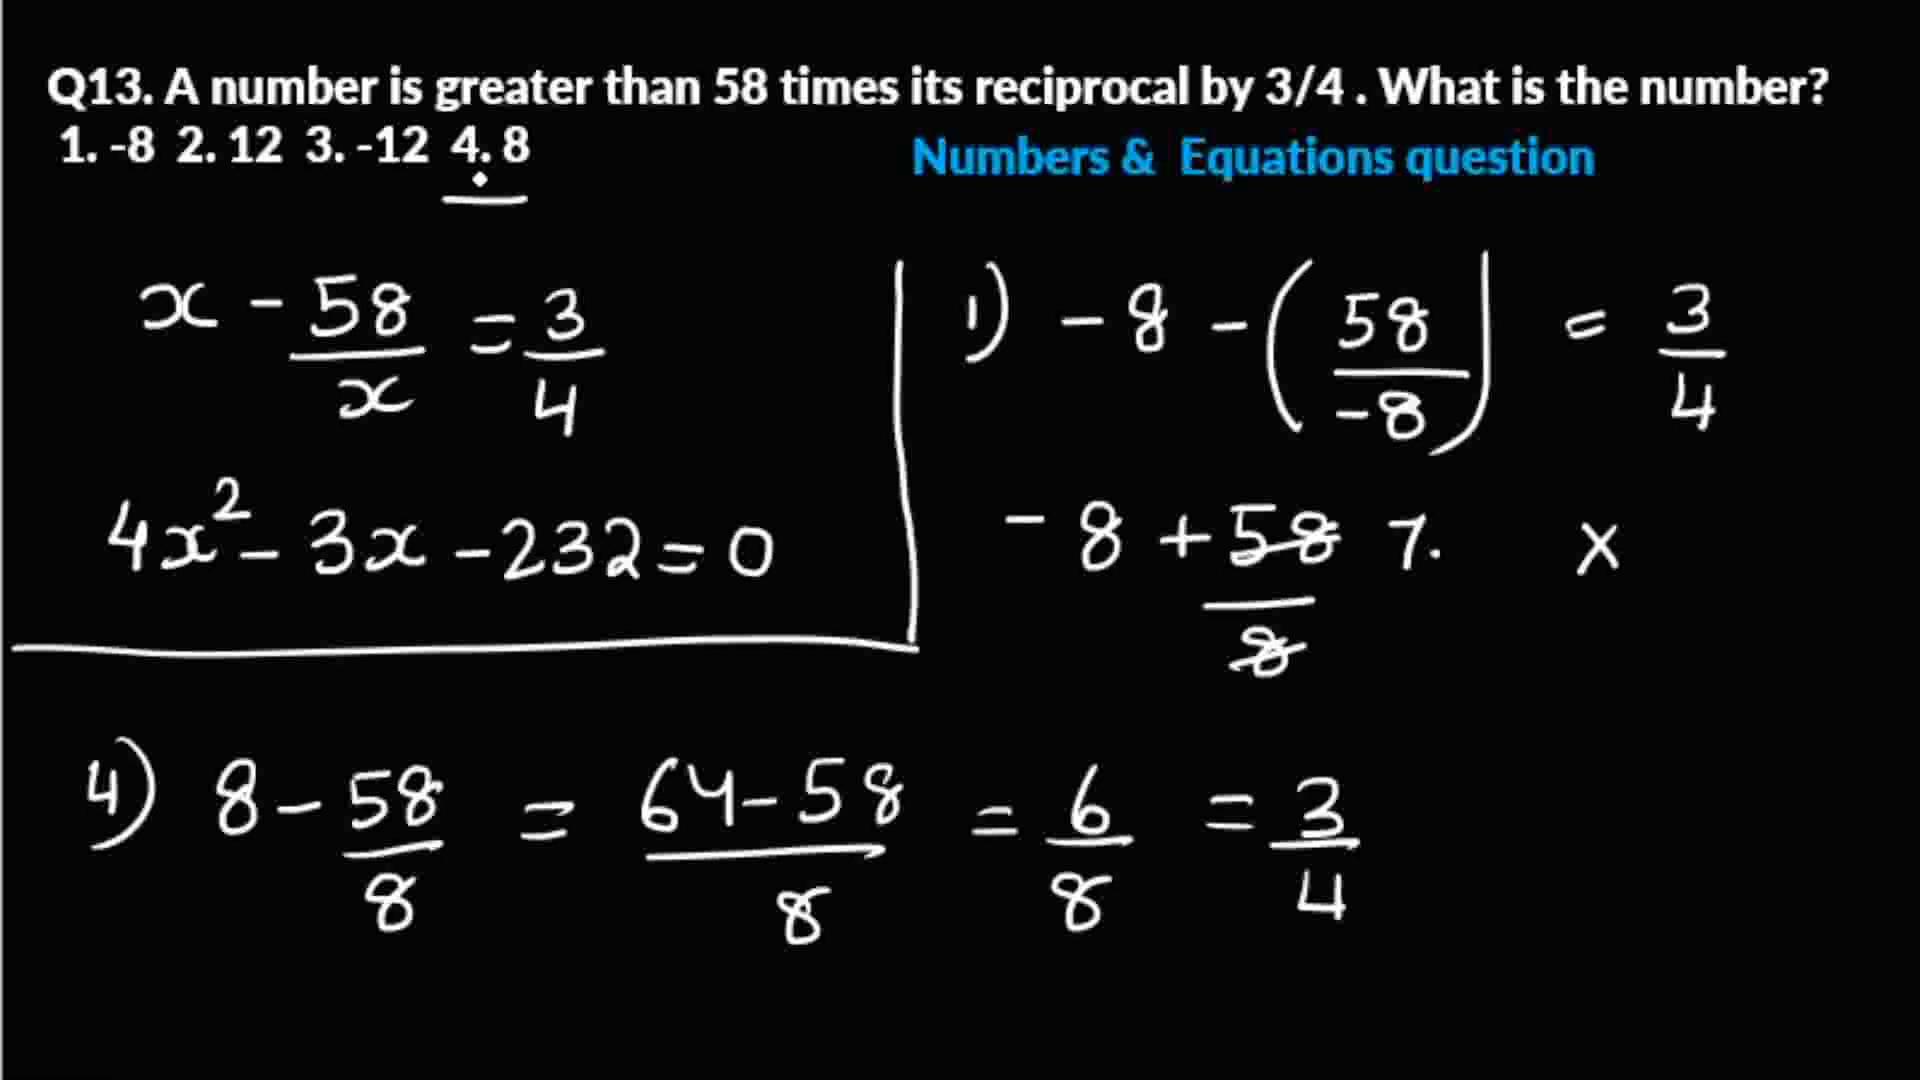 Q13. A number is greater than 58 times its reciprocal by 3/4 . What is the number?
1. -8 2. 12 3. -12 4. 8
Numbers & Equations question
x - 58/x = 3/4
4x² - 3x - 232 = 0
1) -8 - (58/-8) = 3/4
-8 + 58/8 7. x
4) 8 - 58/8 = 64-58/8 = 6/8 = 3/4